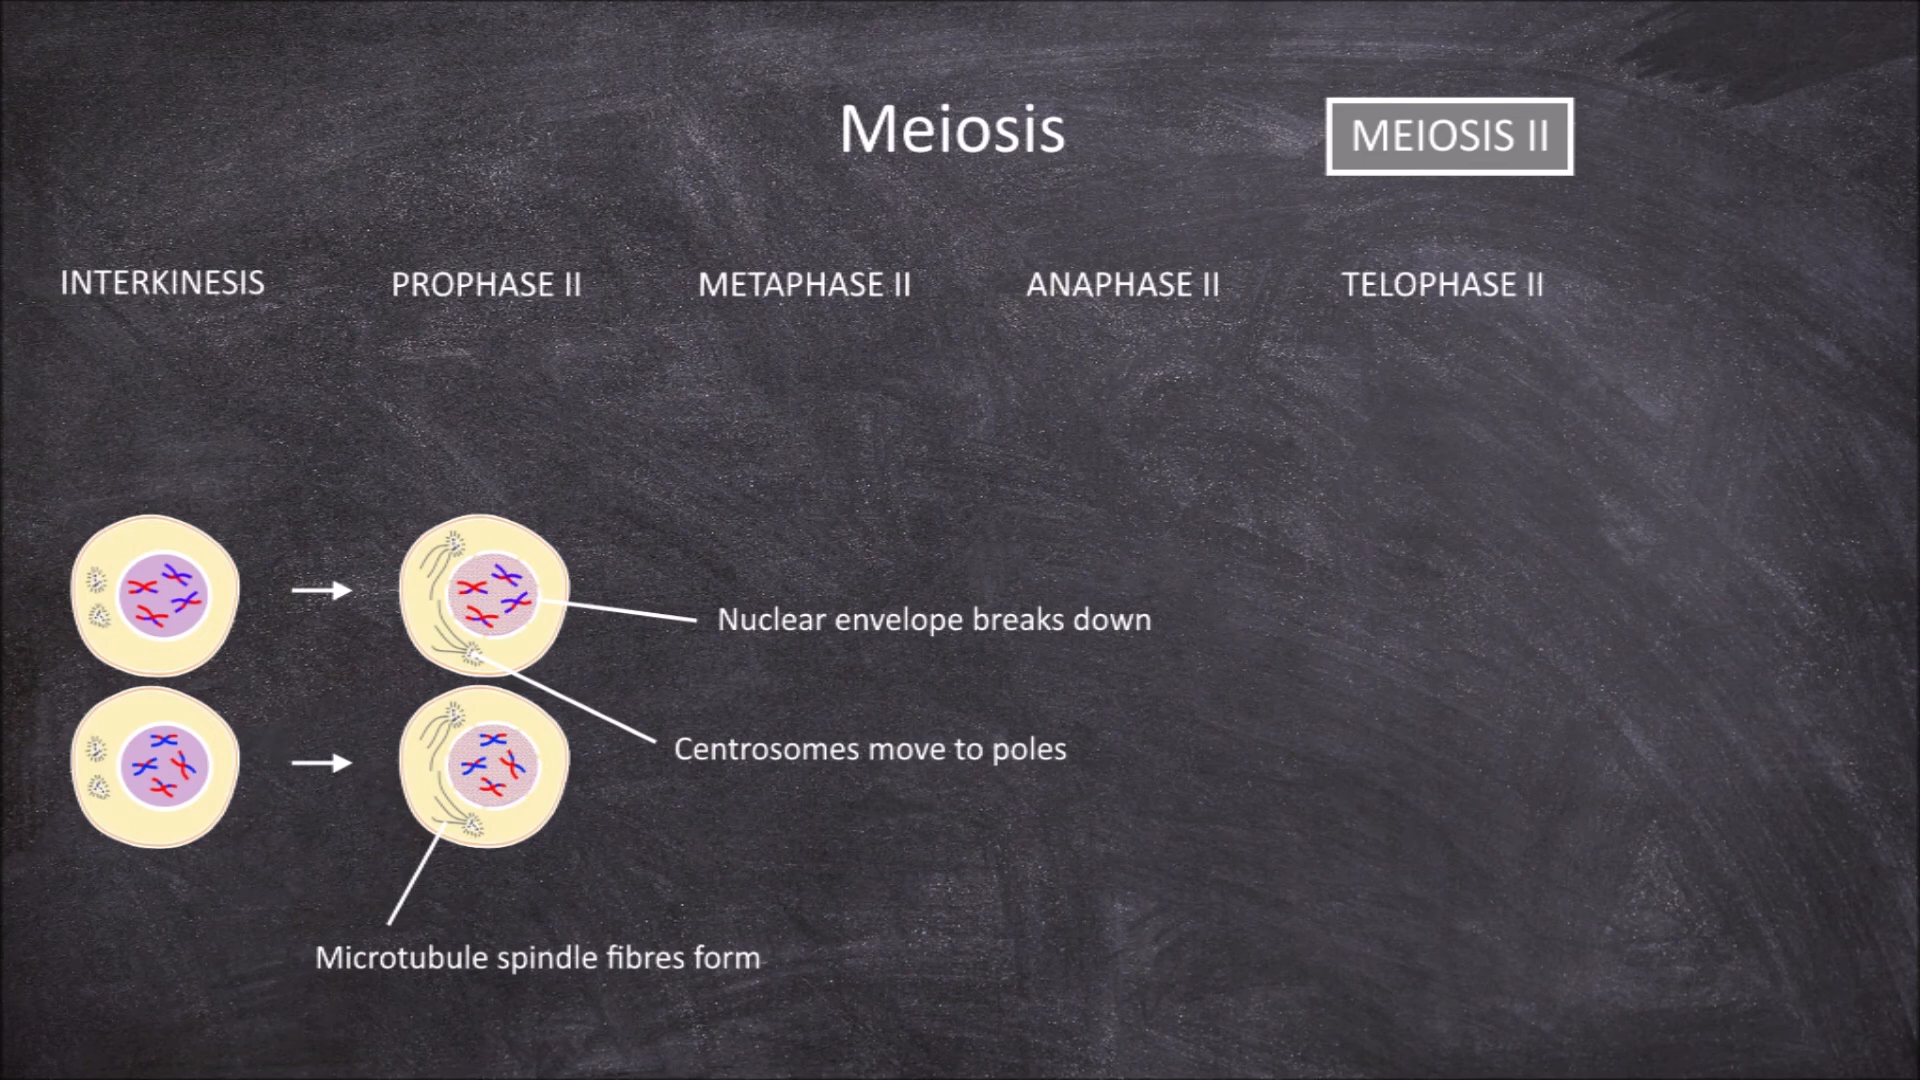 Meiosis
MEIOSIS II
INTERKINESIS
PROPHASE II
METAPHASE II
ANAPHASE II
TELOPHASE II
Nuclear envelope breaks down
Centrosomes move to poles
Microtubule spindle fibres form